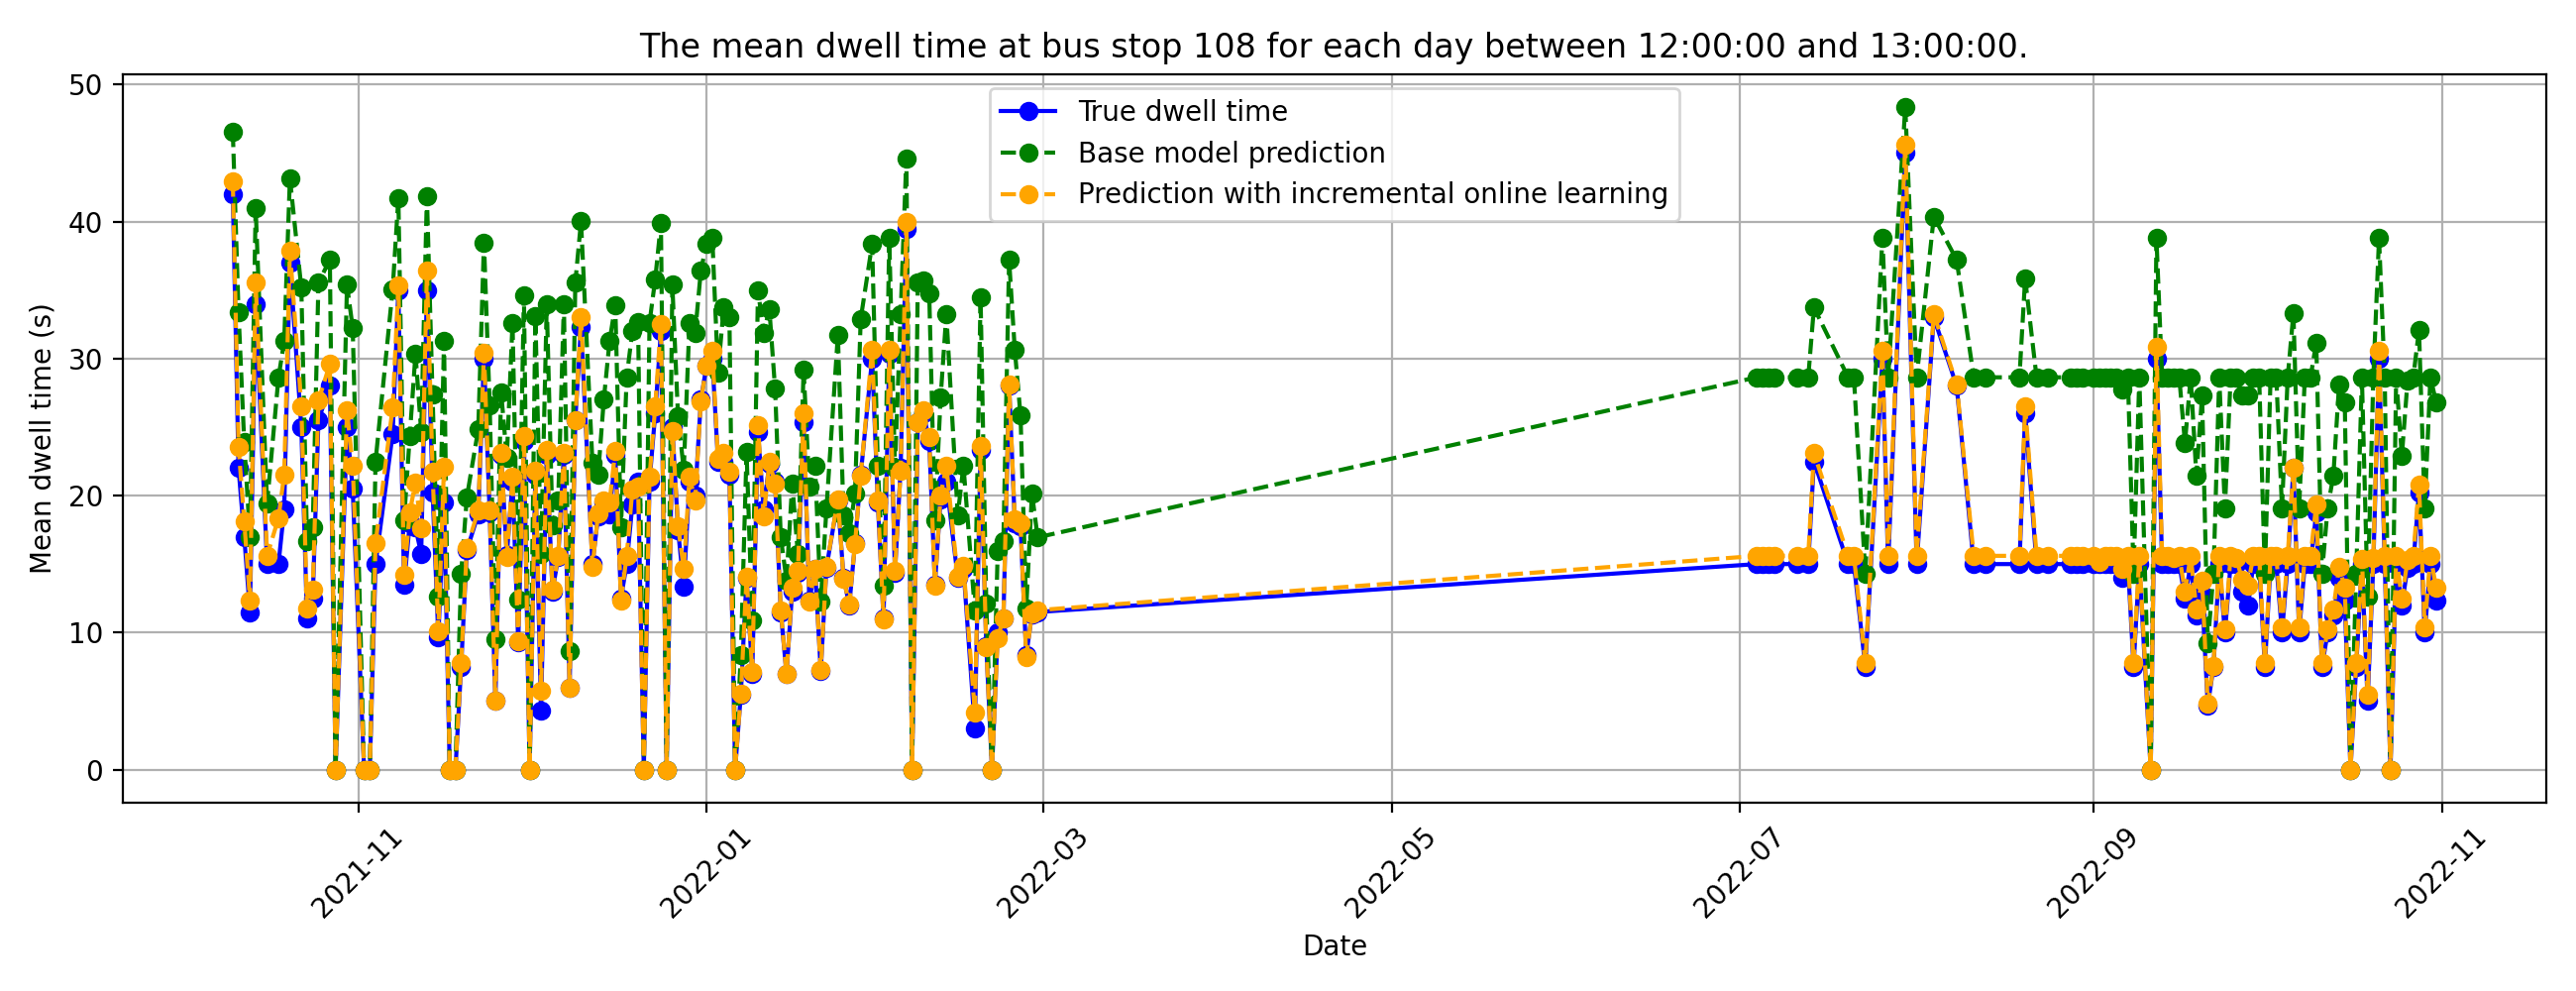 The mean dwell time at bus stop 108 for each day between 12:00:00 and 13:00:00.
50
40
30
20
10
0
Mean dwell time (s)
True dwell time
Base model prediction
Prediction with incremental online learning
2021-11
2022-01
2022-03
2022-05
2022-07
2022-09
2022-11
Date